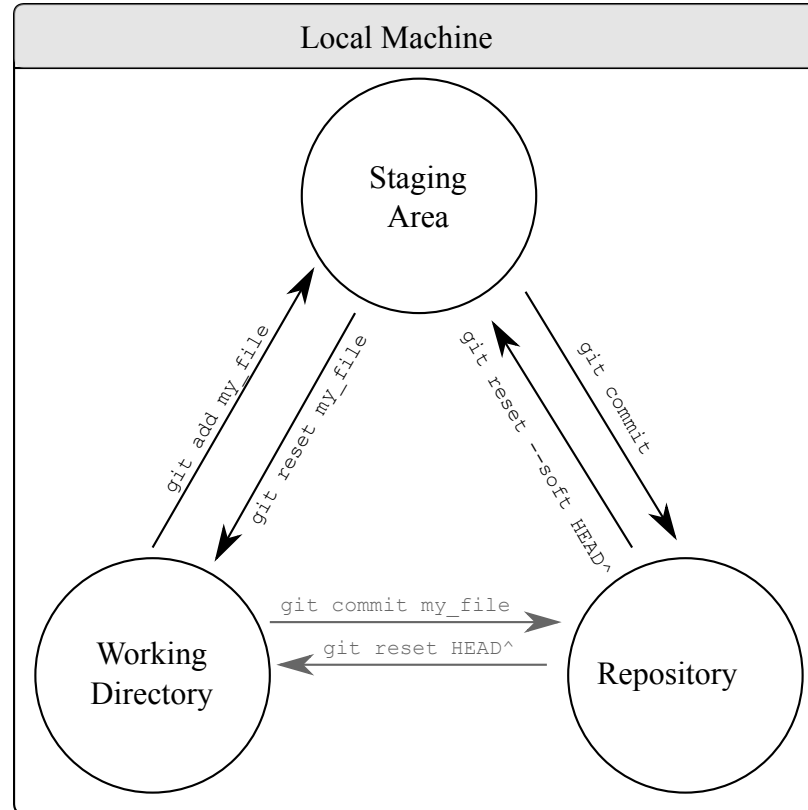 Local Machine
Staging
Area
git add my_file
git reset my_file
git reset --soft HEAD^
git commit
git commit my_file
git reset HEAD^
Working
Directory
Repository